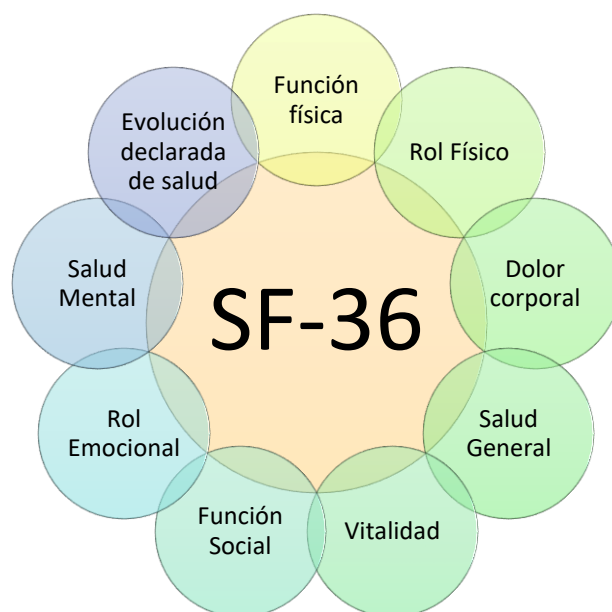 Función
física
Rol Físico
Dolor
corporal
Salud
General
Vitalidad
Función
Social
Rol
Emocional
Salud
Mental
Evolución
declarada
de salud
SF-36